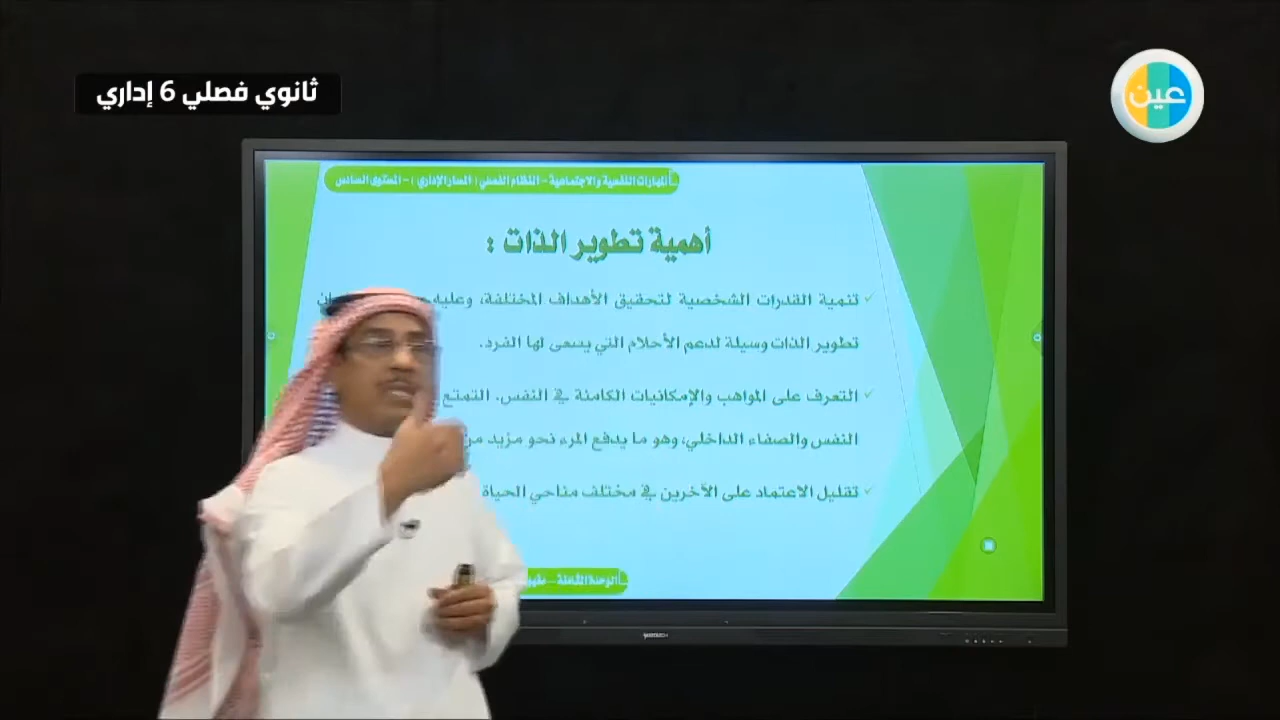 ثانوي فصلي 6 إداري
عين
المهارات النفسية والاجتماعية - النظام الفصلي ( المسار الإداري ) - المستوى السادس
أهمية تطوير الذات :
تنمية القدرات الشخصية لتحقيق الأهداف المختلفة، وعليه
تطوير الذات وسيلة لدعم الأحلام التي يسعى لها الفرد.
التعرف على المواهب والإمكانيات الكامنة في النفس. التمتع
النفس والصفاء الداخلي، وهو ما يدفع المرء نحو مزيد من
تقليل الاعتماد على الآخرين في مختلف مناحي الحياة
الوحدة الثامنة -